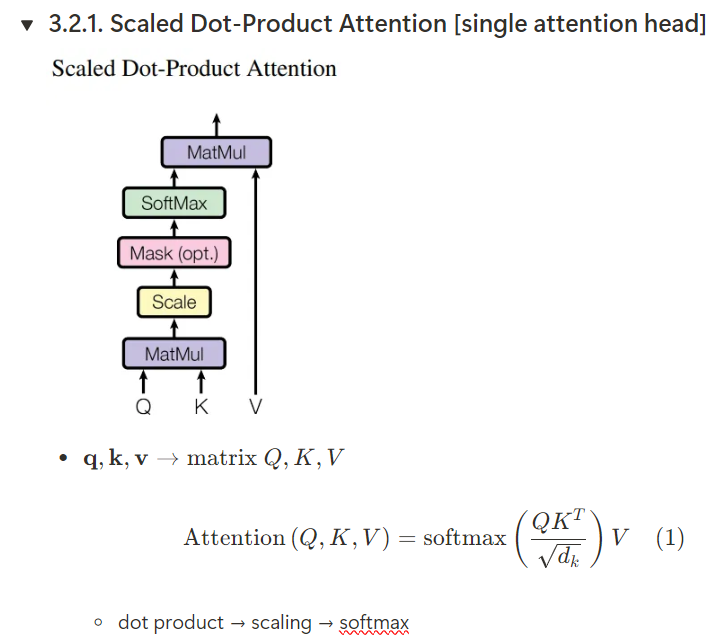 ▼ 3.2.1. Scaled Dot-Product Attention [single attention head]
Scaled Dot-Product Attention
MatMul
SoftMax
Mask (opt.)
Scale
MatMul
Q K V
• q, k, v → matrix Q, K, V
Attention (Q, K, V) = softmax (QK^T / √d_k) V (1)
◦ dot product → scaling → softmax